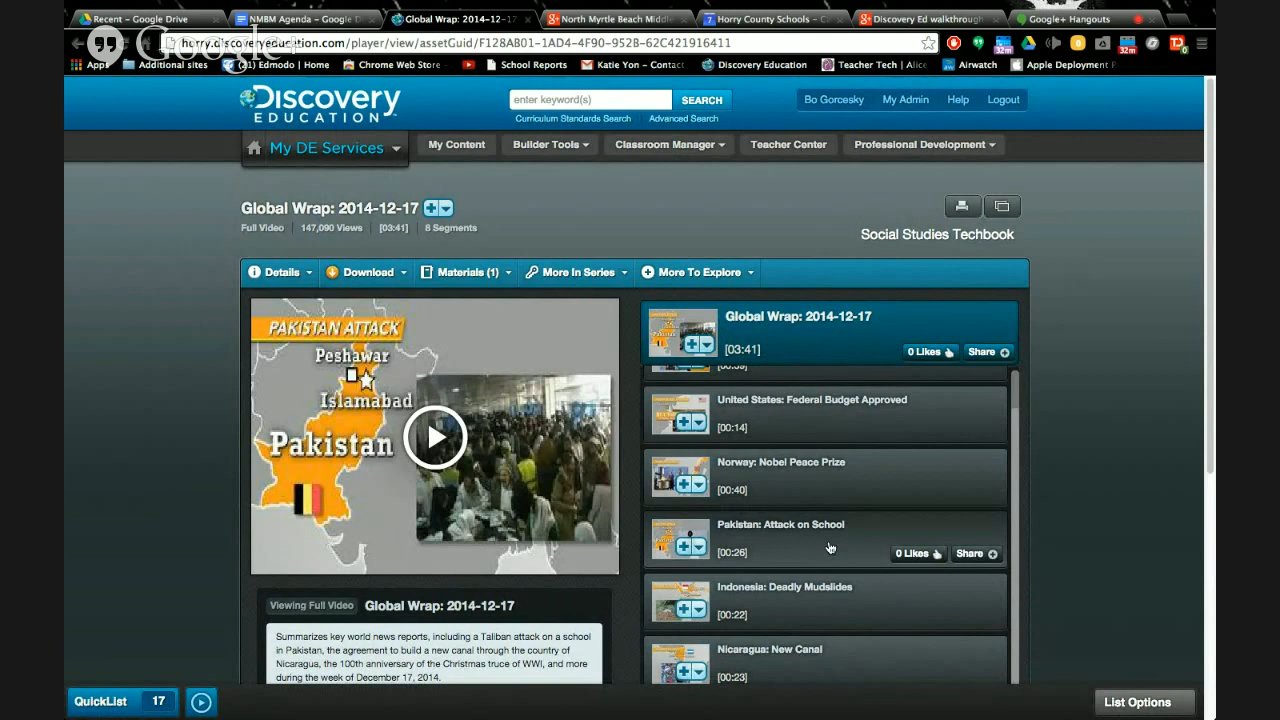 Recent - Google Drive
NMBM Agenda - Google D
Global Wrap: 2014-12-17
North Myrtle Beach Middle
Horry County Schools - Ca
Discovery Ed walkthrough
Google+ Hangouts
Google+
horry.discoveryeducation.com/player/view/assetGuid/F128AB01-1AD4-4F90-952B-62C421916411
Apps
Additional sites
Edmodo | Home
Chrome Web Store
School Reports
Katie Yon - Contact
Discovery Education
Teacher Tech | Alice
Airwatch
Apple Deployment P
Discovery
EDUCATION
enter keyword(s)
SEARCH
Curriculum Standards Search
Advanced Search
Bo Gorcesky
My Admin
Help
Logout
My DE Services
My Content
Builder Tools
Classroom Manager
Teacher Center
Professional Development
Global Wrap: 2014-12-17
Full Video
147,090 Views
[03:41]
8 Segments
Social Studies Techbook
Details
Download
Materials (1)
More In Series
More To Explore
PAKISTAN ATTACK
Peshawar
Islamabad
Pakistan
Global Wrap: 2014-12-17
[03:41]
0 Likes
Share
[00:39]
United States: Federal Budget Approved
[00:14]
Norway: Nobel Peace Prize
[00:40]
Pakistan: Attack on School
[00:26]
0 Likes
Share
Indonesia: Deadly Mudslides
[00:22]
Nicaragua: New Canal
[00:23]
Viewing Full Video
Global Wrap: 2014-12-17
Summarizes key world news reports, including a Taliban attack on a school
in Pakistan, the agreement to build a new canal through the country of
Nicaragua, the 100th anniversary of the Christmas truce of WWI, and more
during the week of December 17, 2014.
QuickList
17
List Options